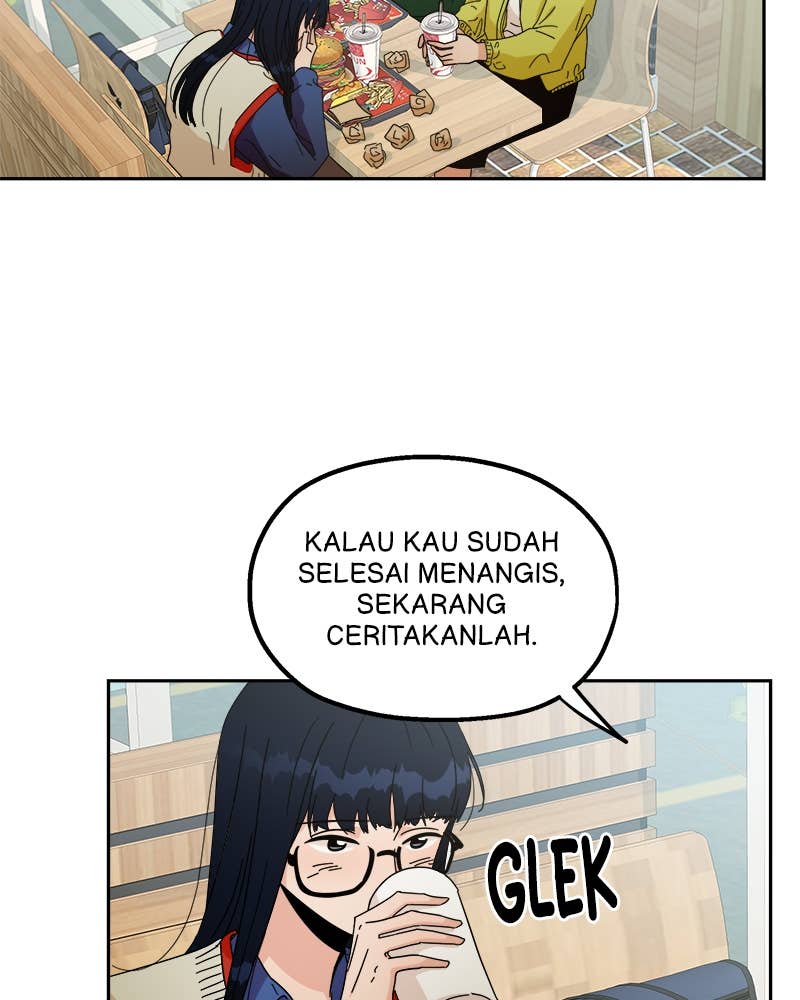 KALAU KAU SUDAH
SELESAI MENANGIS,
SEKARANG
CERITAKANLAH.
GLEK